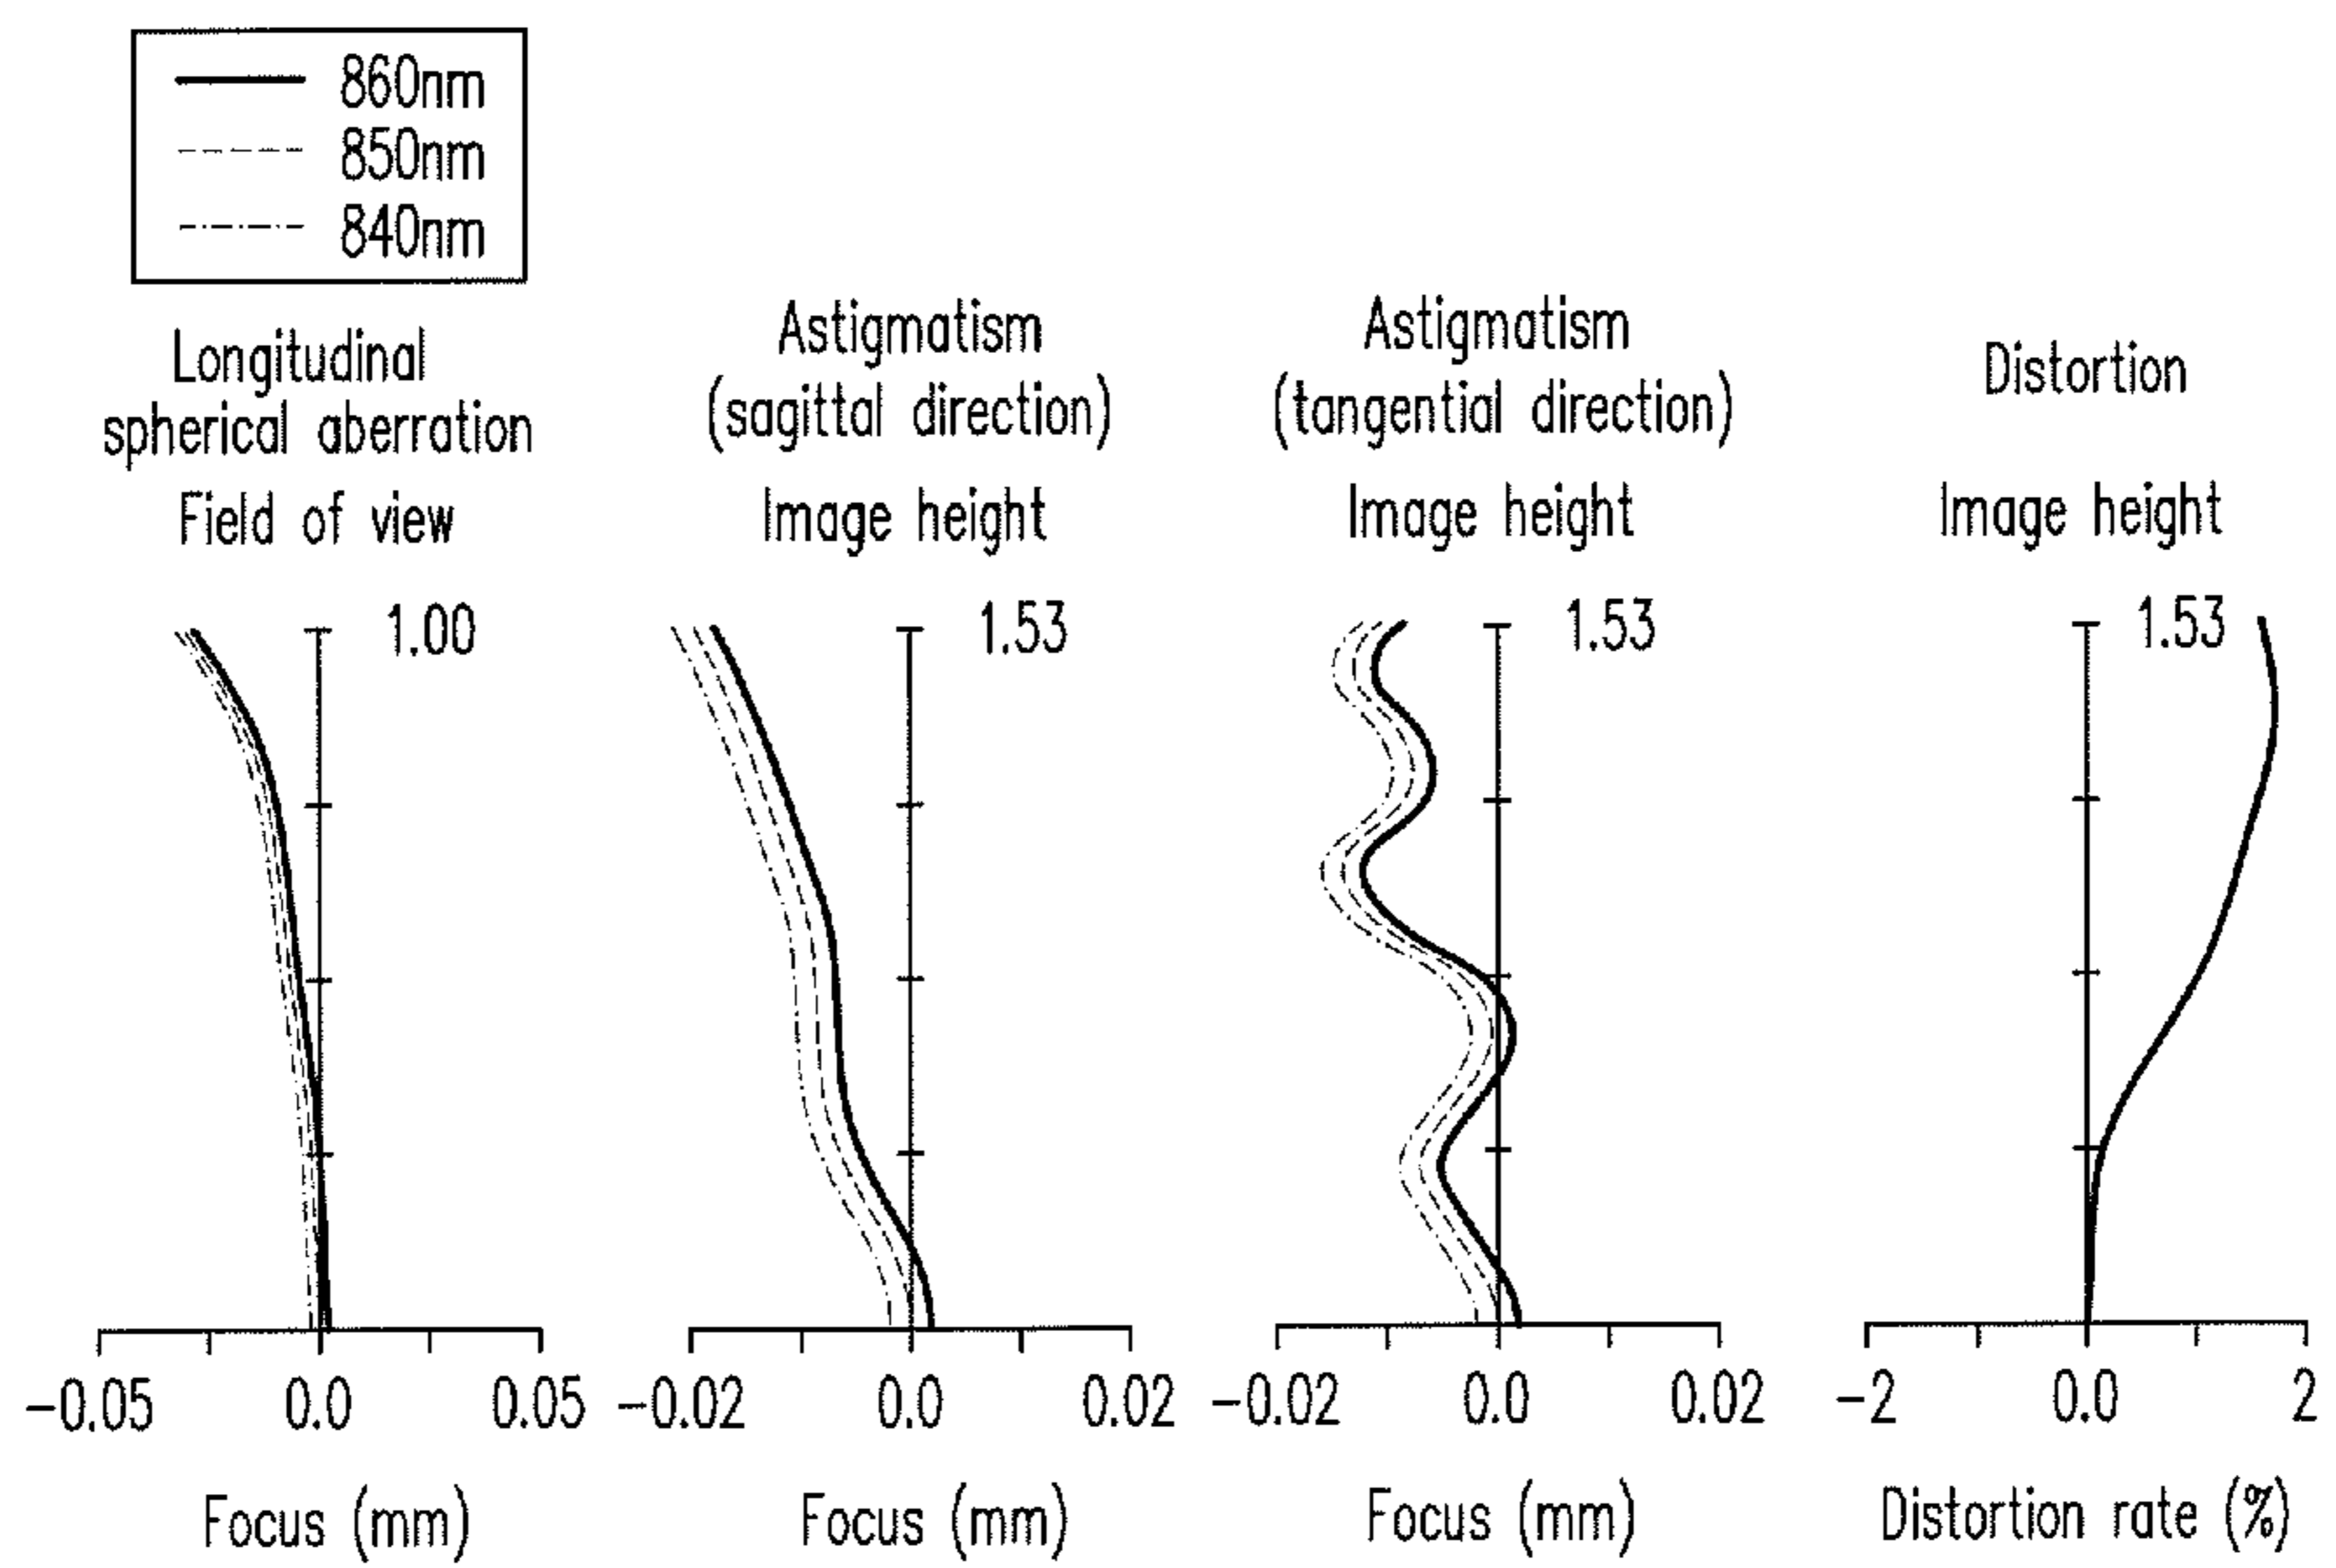 860nm
850nm
840nm
Longitudinal
spherical aberration
Field of view
1.00
-0.05 0.0 0.05
Focus (mm)
Astigmatism
(sagittal direction)
Image height
1.53
-0.02 0.0 0.02
Focus (mm)
Astigmatism
(tangential direction)
Image height
1.53
-0.02 0.0 0.02
Focus (mm)
Distortion
Image height
1.53
-2 0.0 2
Distortion rate (%)